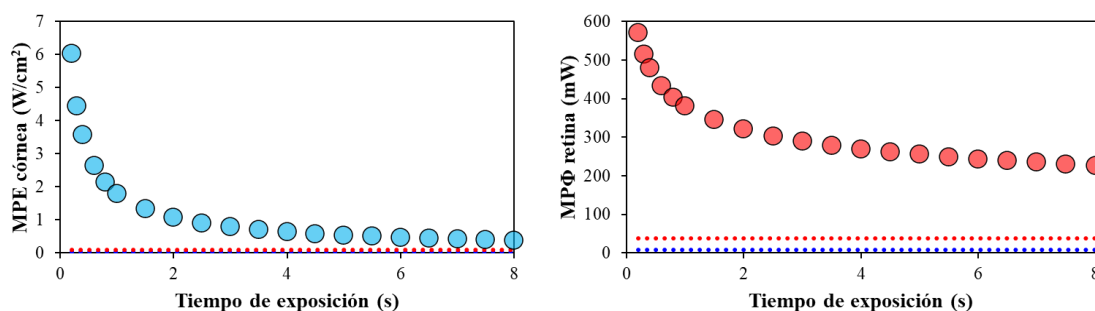 MPE córnea (W/cm²)
7
6
5
4
3
2
1
0
0 2 4 6 8
Tiempo de exposición (s)
MPΦ retina (mW)
600
500
400
300
200
100
0
0 2 4 6 8
Tiempo de exposición (s)